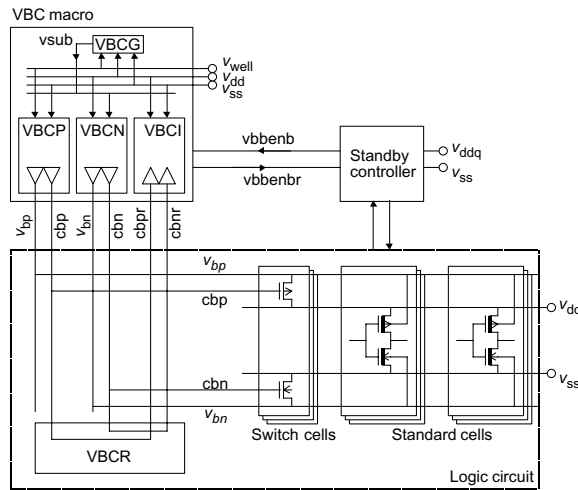 VBC macro
vsub
VBCG
vwell
vdd
vss
VBCP
VBCN
VBCI
vbbenb
vbbenbr
Standby
controller
vddq
vss
vbp
cbp
vbn
cbn
cbpr
cbnr
vbp
cbp
vdd
cbn
vss
vbn
VBCR
Switch cells
Standard cells
Logic circuit